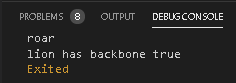 PROBLEMS 8 OUTPUT DEBUG CONSOLE
roar
lion has backbone true
Exited